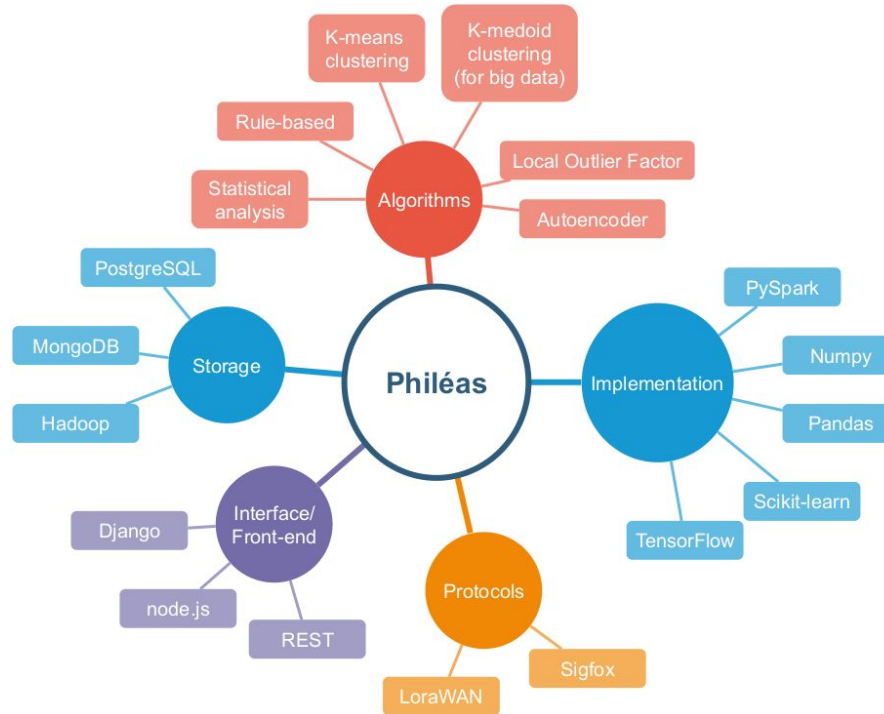 K-means
clustering
K-medoid
clustering
(for big data)
Rule-based
Local Outlier Factor
Statistical
analysis
Algorithms
Autoencoder
PostgreSQL
PySpark
MongoDB
Storage
Numpy
Philéas
Implementation
Hadoop
Pandas
Scikit-learn
Interface/
Front-end
Django
TensorFlow
Protocols
node.js
REST
Sigfox
LoraWAN